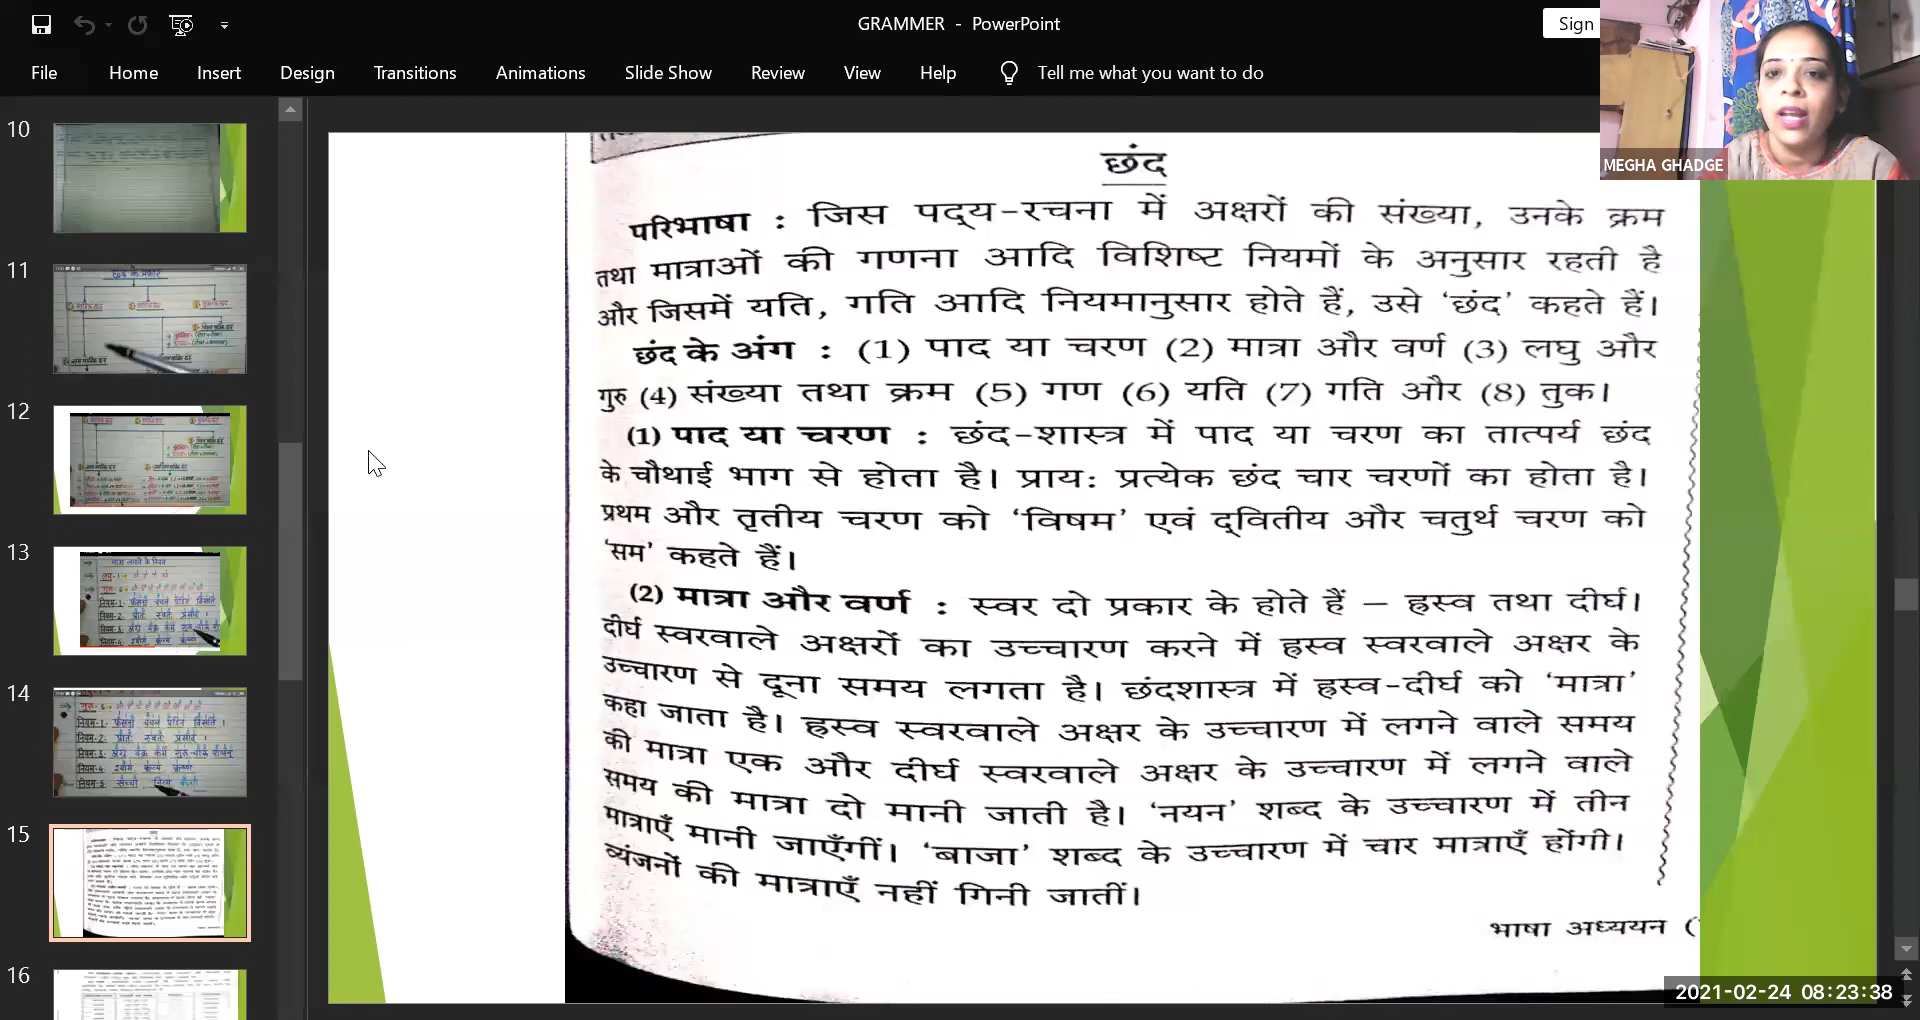 GRAMMER - PowerPoint
Sign
File Home Insert Design Transitions Animations Slide Show Review View Help Tell me what you want to do
MEGHA GHADGE
10
11
12
13
14
15
16
छंद
परिभाषा : जिस पद्‍य-रचना में अक्षरों की संख्या, उनके क्रम
तथा मात्राओं की गणना आदि विशिष्ट नियमों के अनुसार रहती है
और जिसमें यति, गति आदि नियमानुसार होते हैं, उसे ‘छंद’ कहते हैं।
छंद के अंग : (1) पाद या चरण (2) मात्रा और वर्ण (3) लघु और
गुरु (4) संख्या तथा क्रम (5) गण (6) यति (7) गति और (8) तुक।
(1) पाद या चरण : छंद-शास्त्र में पाद या चरण का तात्पर्य छंद
के चौथाई भाग से होता है। प्राय: प्रत्येक छंद चार चरणों का होता है।
प्रथम और तृतीय चरण को ‘विषम’ एवं द्‍वितीय और चतुर्थ चरण को
‘सम’ कहते हैं।
(2) मात्रा और वर्ण : स्वर दो प्रकार के होते हैं – ह्रस्व तथा दीर्घ।
दीर्घ स्वरवाले अक्षरों का उच्चारण करने में ह्रस्व स्वरवाले अक्षर के
उच्चारण से दूना समय लगता है। छंदशास्त्र में ह्रस्व-दीर्घ को ‘मात्रा’
कहा जाता है। ह्रस्व स्वरवाले अक्षर के उच्चारण में लगने वाले समय
की मात्रा एक और दीर्घ स्वरवाले अक्षर के उच्चारण में लगने वाले
समय की मात्रा दो मानी जाती है। ‘नयन’ शब्द के उच्चारण में तीन
मात्राएँ मानी जाएँगीं। ‘बाजा’ शब्द के उच्चारण में चार मात्राएँ होंगी।
व्यंजनों की मात्राएँ नहीं गिनी जातीं।
भाषा अध्ययन (
2021-02-24 08:23:38